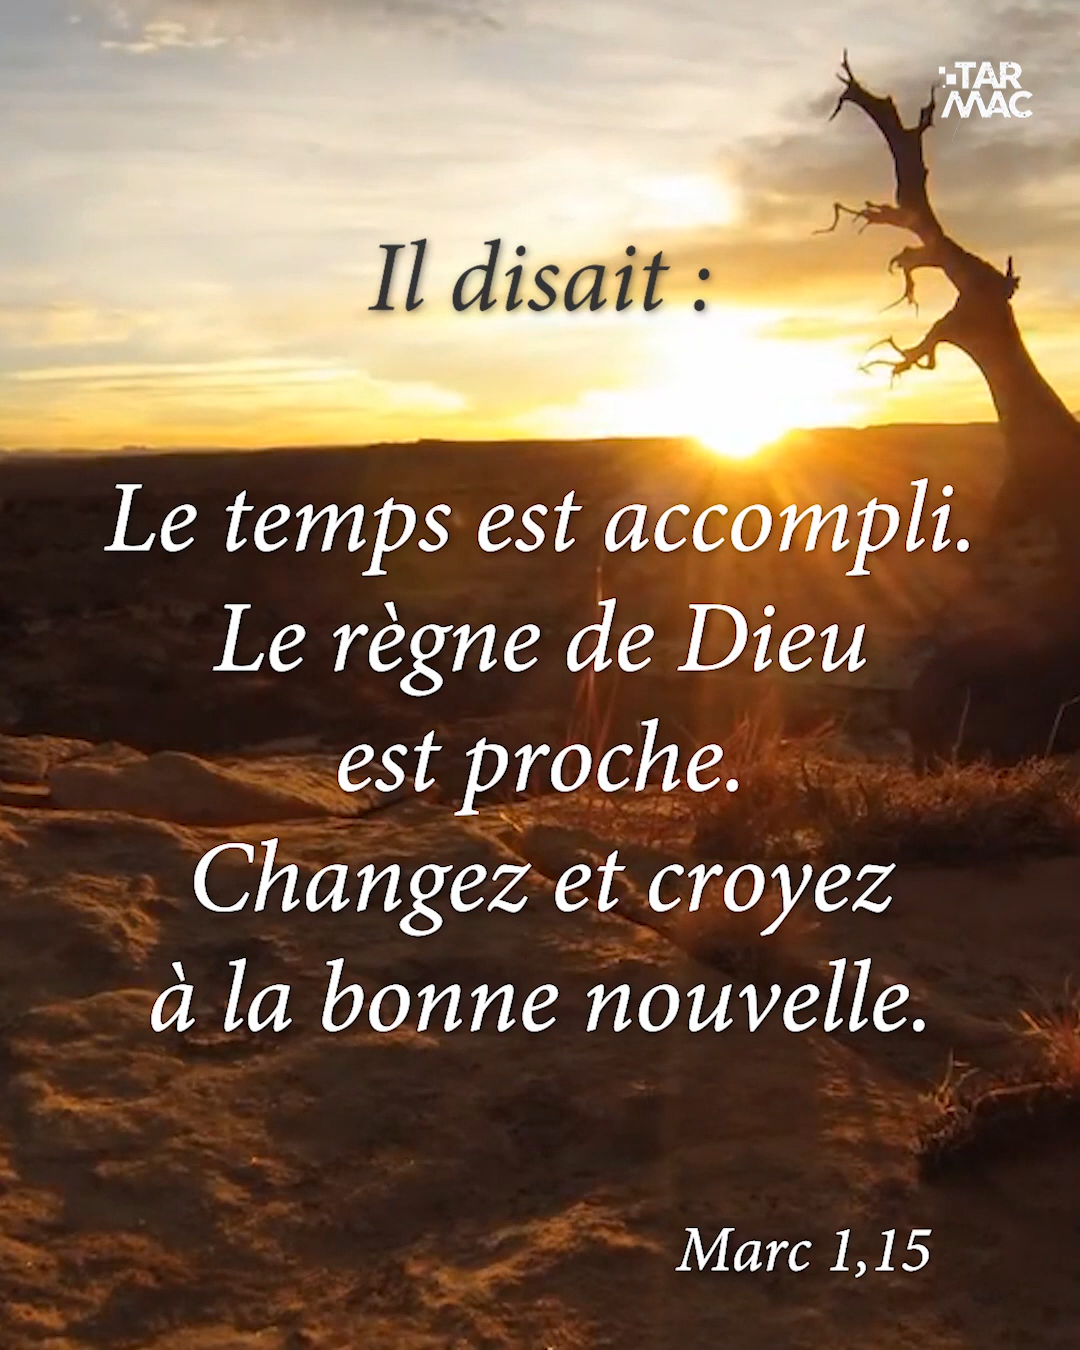 TAR
MAC
Il disait :
Le temps est accompli.
Le règne de Dieu
est proche.
Changez et croyez
à la bonne nouvelle.
Marc 1,15